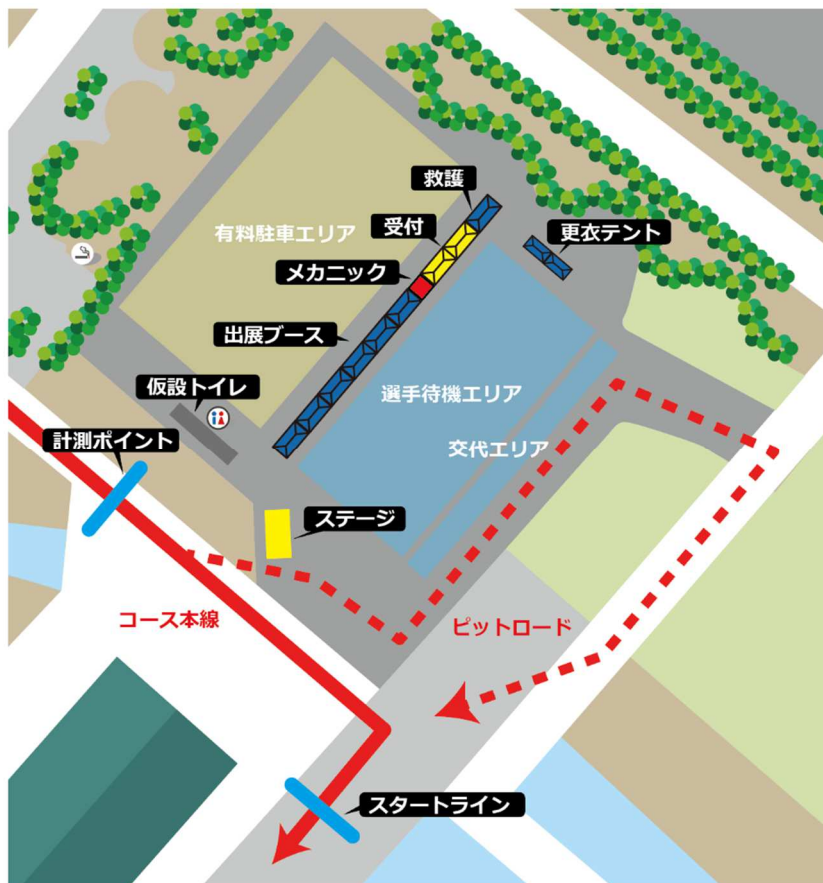 救護
受付
有料駐車エリア
更衣テント
メカニック
出展ブース
仮設トイレ
選手待機エリア
計測ポイント
交代エリア
ステージ
コース本線
ピットロード
スタートライン